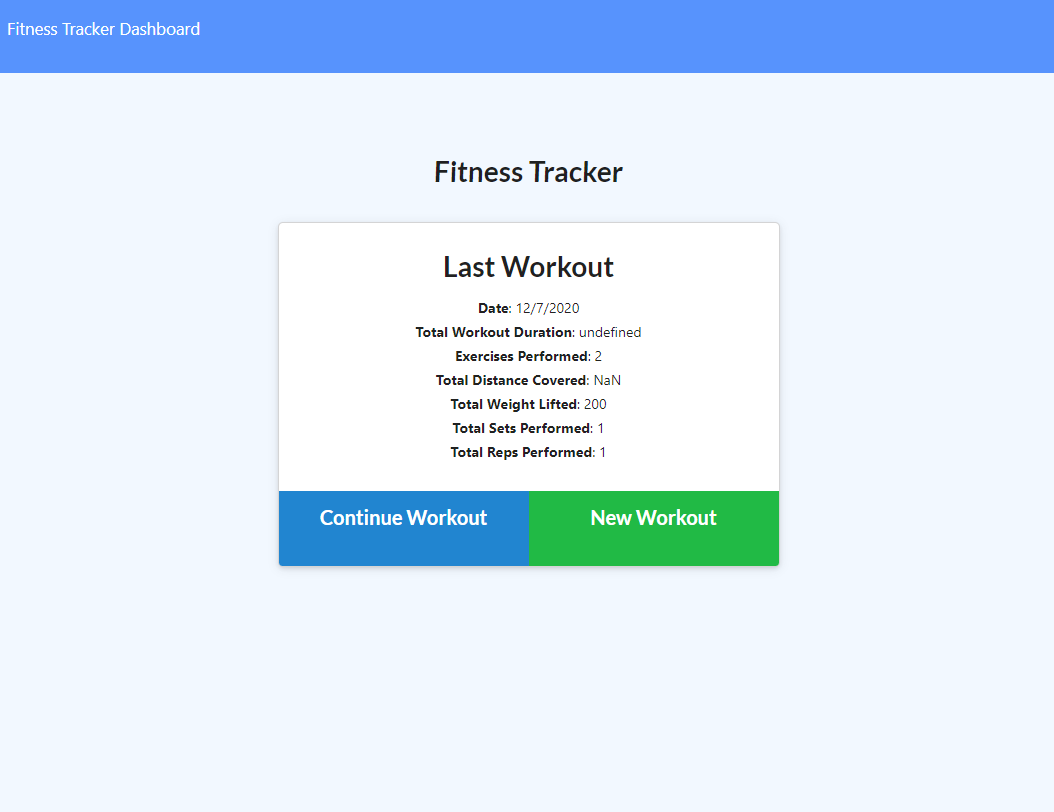 Fitness Tracker Dashboard
Fitness Tracker
Last Workout
Date: 12/7/2020
Total Workout Duration: undefined
Exercises Performed: 2
Total Distance Covered: NaN
Total Weight Lifted: 200
Total Sets Performed: 1
Total Reps Performed: 1
Continue Workout
New Workout